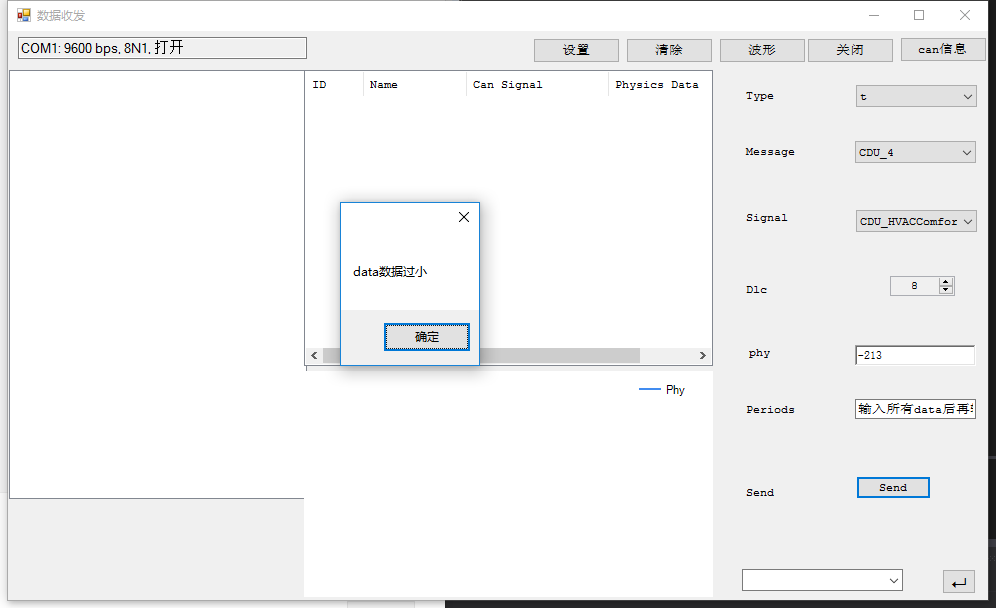 数据收发
COM1: 9600 bps, 8N1, 打开
设置
清除
波形
关闭
can信息
ID
Name
Can Signal
Physics Data
Type
t
Message
CDU_4
Signal
CDU_HVACComfor
data数据过小
确定
Dlc
8
phy
-213
Phy
Periods
输入所有data后再
Send
Send